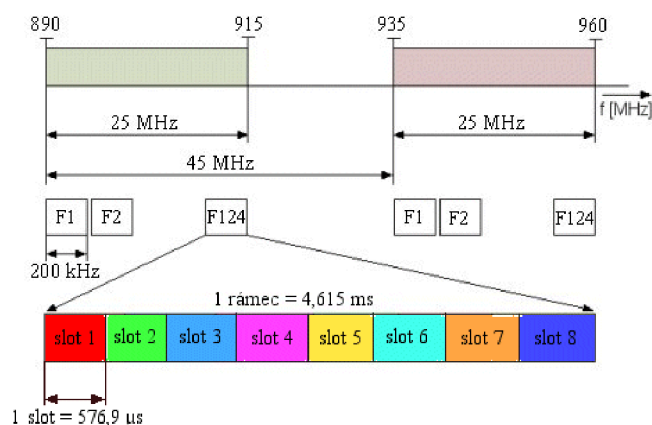 890 915 935 960
f [MHz]
25 MHz 25 MHz
45 MHz
F1 F2 F124 F1 F2 F124
200 kHz
1 rámec = 4,615 ms
slot 1 slot 2 slot 3 slot 4 slot 5 slot 6 slot 7 slot 8
1 slot = 576,9 µs